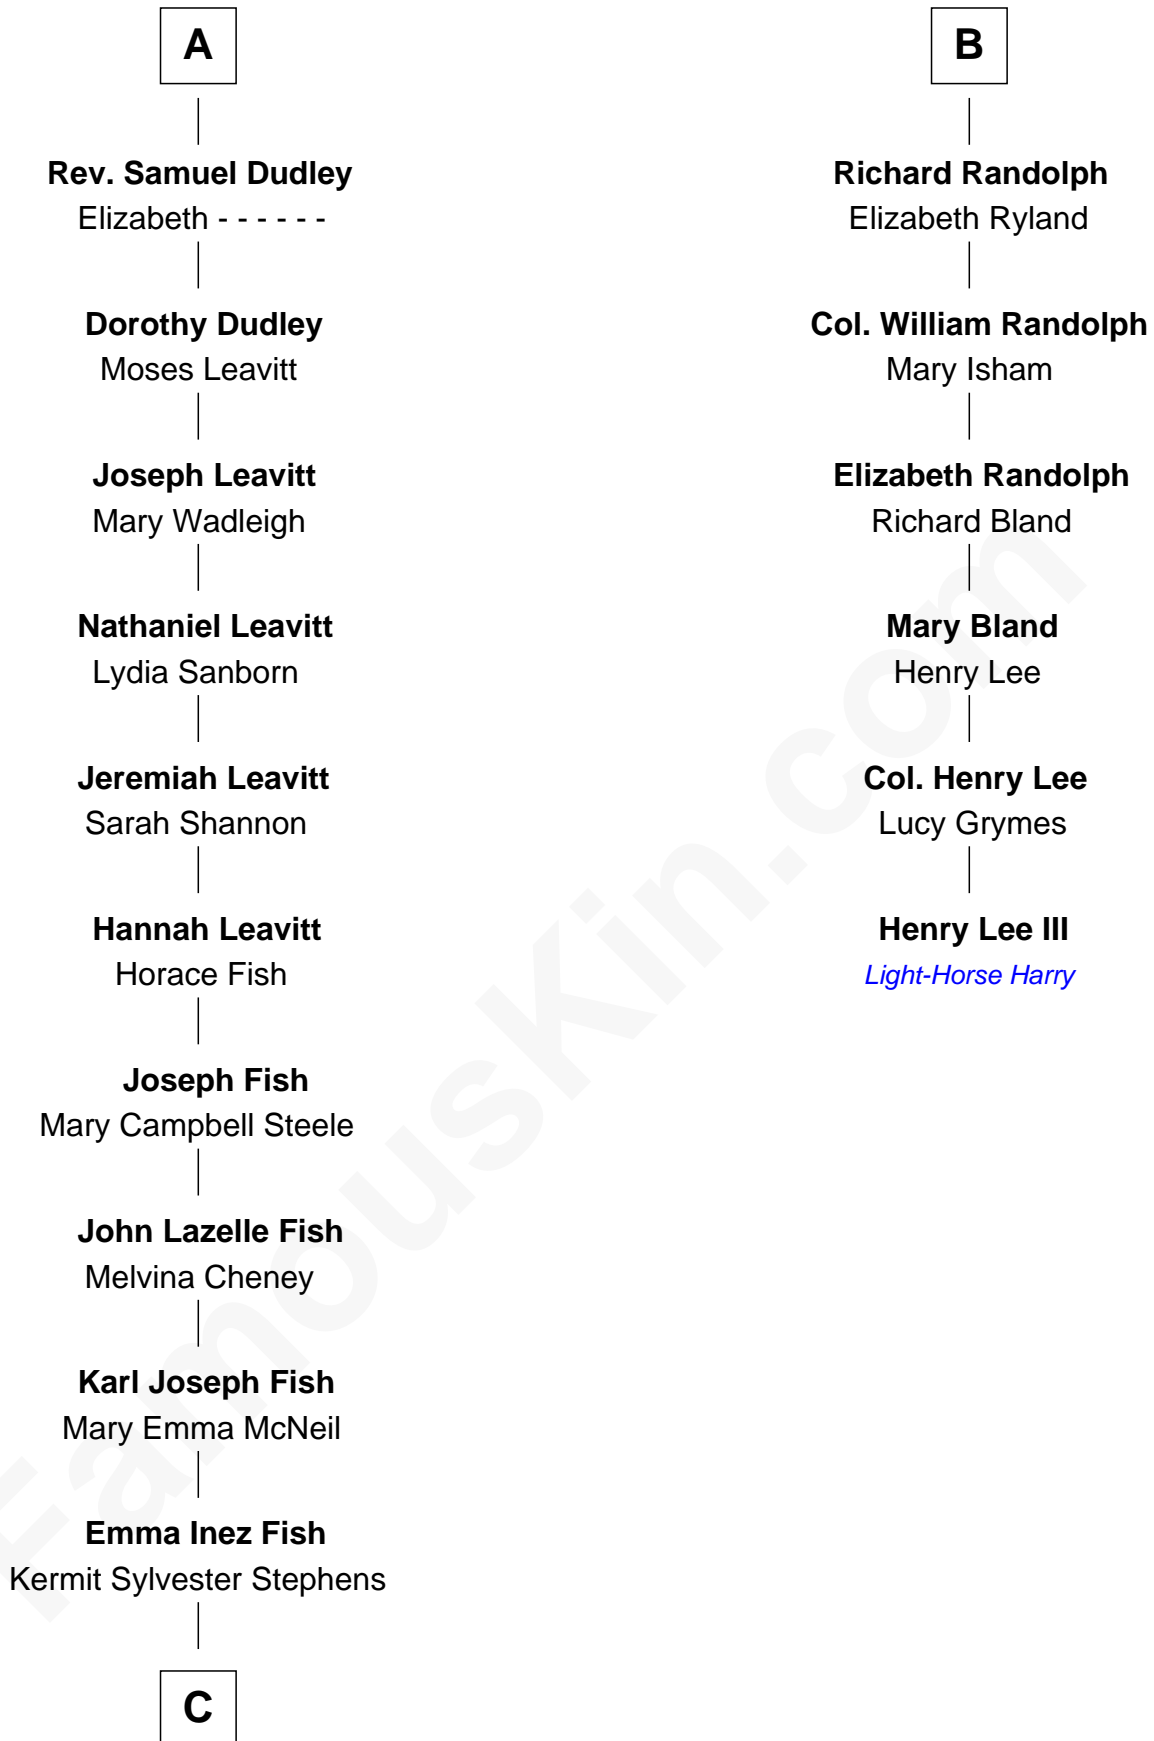 A
Rev. Samuel Dudley
Elizabeth - - - - - -
Dorothy Dudley
Moses Leavitt
Joseph Leavitt
Mary Wadleigh
Nathaniel Leavitt
Lydia Sanborn
Jeremiah Leavitt
Sarah Shannon
Hannah Leavitt
Horace Fish
Joseph Fish
Mary Campbell Steele
John Lazelle Fish
Melvina Cheney
Karl Joseph Fish
Mary Emma McNeil
Emma Inez Fish
Kermit Sylvester Stephens
C
B
Richard Randolph
Elizabeth Ryland
Col. William Randolph
Mary Isham
Elizabeth Randolph
Richard Bland
Mary Bland
Henry Lee
Col. Henry Lee
Lucy Grymes
Henry Lee III
Light-Horse Harry
FamousKin.com